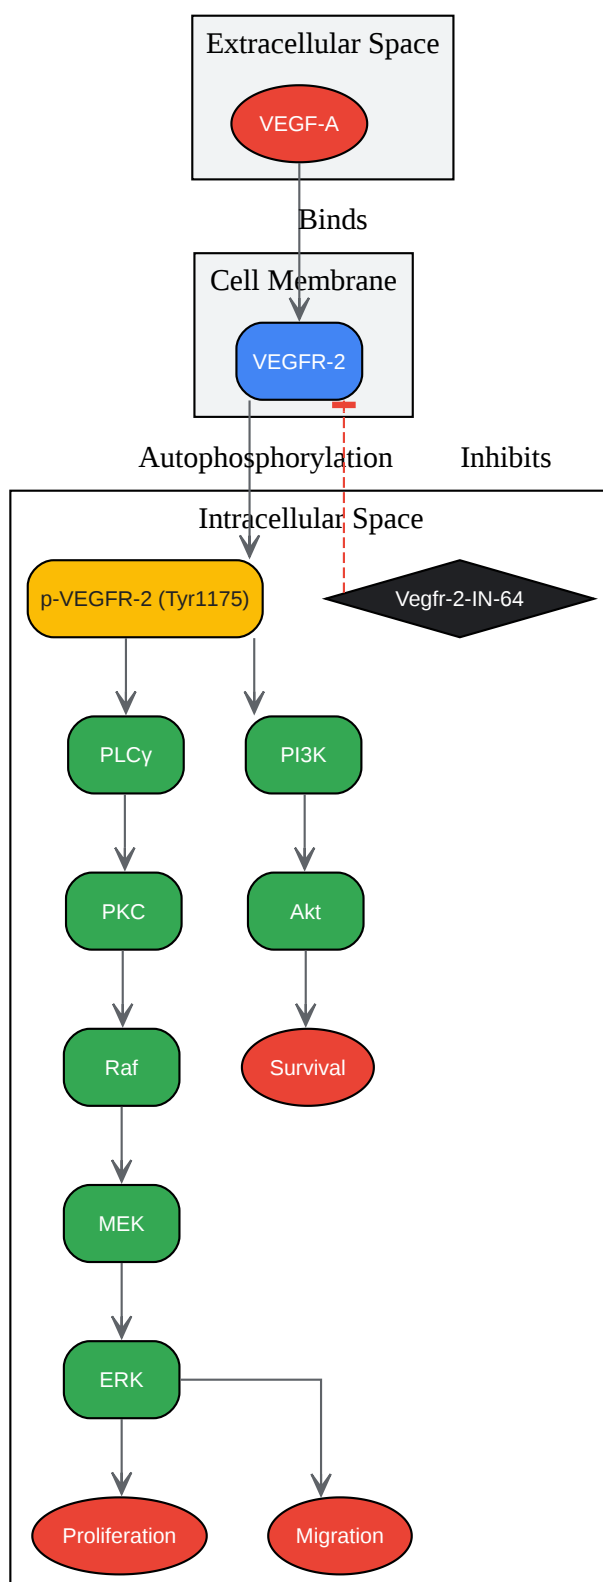 Extracellular Space
VEGF-A
Binds
Cell Membrane
VEGFR-2
Autophosphorylation
Inhibits
Intracellular Space
p-VEGFR-2 (Tyr1175)
Vegfr-2-IN-64
PLCγ
PI3K
PKC
Akt
Raf
Survival
MEK
ERK
Proliferation
Migration